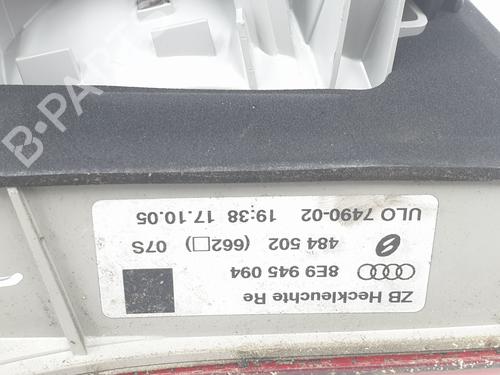 ZB Heckleuchte Re
8E9 945 094
484 502 (662□) 07S
ULO 7490-02 19:38 17.10.05
B-PARTS